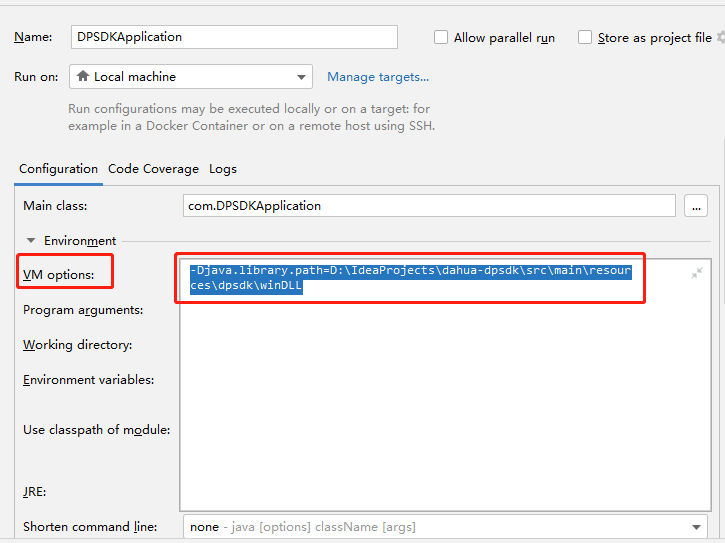 Name: DPSDKApplication Allow parallel run Store as project file
Run on: Local machine Manage targets...
Run configurations may be executed locally or on a target: for
example in a Docker Container or on a remote host using SSH.
Configuration Code Coverage Logs
Main class: com.DPSDKApplication ...
Environment
VM options: -Djava.library.path=D:\IdeaProjects\dahua-dpsdk\src\main\resour
ces\dpsdk\winDLL
Program arguments:
Working directory:
Environment variables:
Use classpath of module:
JRE:
Shorten command line: none - java [options] className [args]